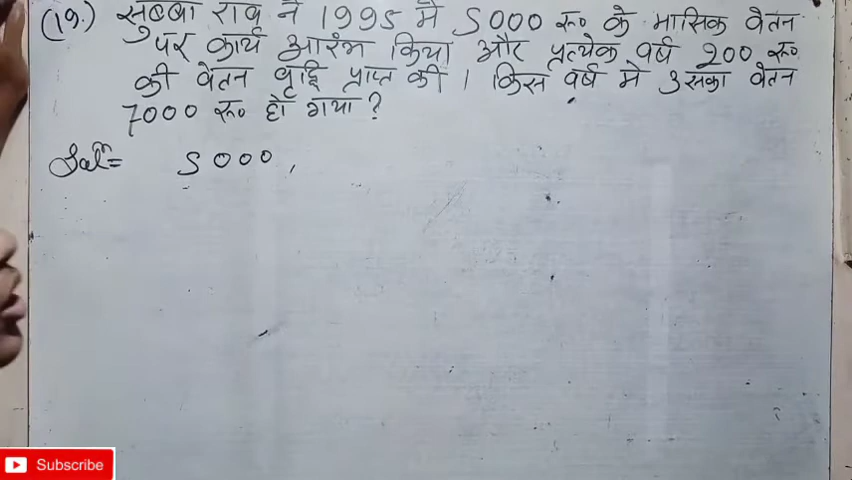 (19.) सुब्बा राव ने 1995 में 5000 रू० के मासिक वेतन
पर कार्य आरंभ किया और प्रत्येक वर्ष 200 रू०
की वेतन वृद्धि प्राप्त की । किस वर्ष में उसका वेतन
7000 रू० हो गया ?
Solⁿ= 5000,
Subscribe